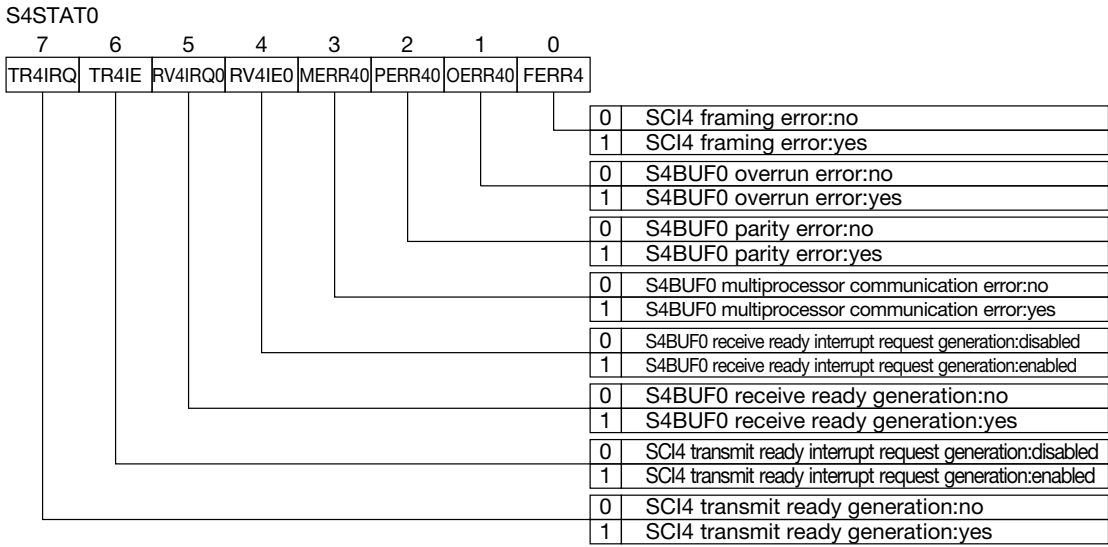 S4STAT0
7 6 5 4 3 2 1 0
TR4IRQ TR4IE RV4IRQ0 RV4IE0 MERR40 PERR40 OERR40 FERR4
0 SCI4 framing error:no
1 SCI4 framing error:yes
0 S4BUF0 overrun error:no
1 S4BUF0 overrun error:yes
0 S4BUF0 parity error:no
1 S4BUF0 parity error:yes
0 S4BUF0 multiprocessor communication error:no
1 S4BUF0 multiprocessor communication error:yes
0 S4BUF0 receive ready interrupt request generation:disabled
1 S4BUF0 receive ready interrupt request generation:enabled
0 S4BUF0 receive ready generation:no
1 S4BUF0 receive ready generation:yes
0 SCI4 transmit ready interrupt request generation:disabled
1 SCI4 transmit ready interrupt request generation:enabled
0 SCI4 transmit ready generation:no
1 SCI4 transmit ready generation:yes